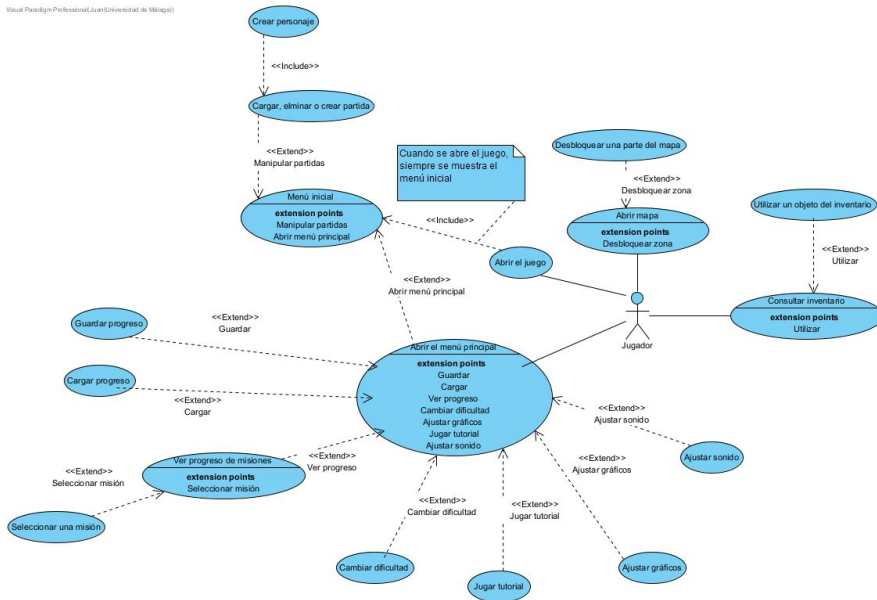 Visual Paradigm Professional(Juan(Universidad de Málaga))
Crear personaje
<<Include>>
Cargar, elminar o crear partida
<<Extend>>
Manipular partidas
Cuando se abre el juego,
siempre se muestra el
menú inicial
Desbloquear una parte del mapa
<<Extend>>
Desbloquear zona
Menú inicial
extension points
Manipular partidas
Abrir menú principal
<<Include>>
Abrir mapa
extension points
Desbloquear zona
Utilizar un objeto del inventario
<<Extend>>
Utilizar
Abrir el juego
<<Extend>>
Abrir menú principal
Consultar inventario
extension points
Utilizar
Jugador
Guardar progreso
<<Extend>>
Guardar
Abrir el menú principal
extension points
Guardar
Cargar
Ver progreso
Cambiar dificultad
Ajustar gráficos
Jugar tutorial
Ajustar sonido
Cargar progreso
<<Extend>>
Cargar
<<Extend>>
Ajustar sonido
Ajustar sonido
Ver progreso de misiones
extension points
Seleccionar misión
<<Extend>>
Ver progreso
<<Extend>>
Seleccionar misión
Seleccionar una misión
<<Extend>>
Cambiar dificultad
<<Extend>>
Jugar tutorial
<<Extend>>
Ajustar gráficos
Cambiar dificultad
Jugar tutorial
Ajustar gráficos